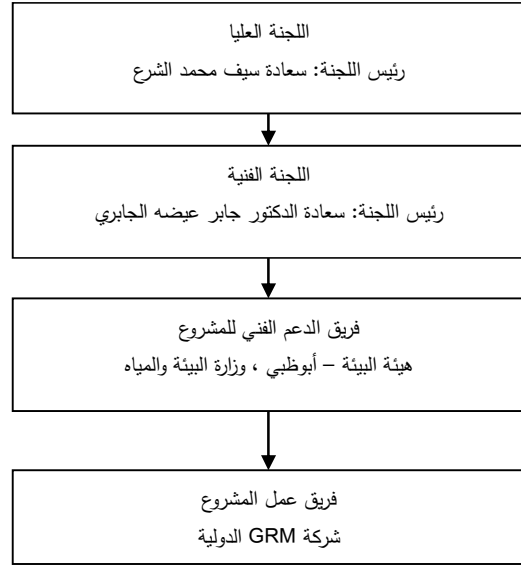 اللجنة العليا
رئيس اللجنة: سعادة سيف محمد الشرع
اللجنة الفنية
رئيس اللجنة: سعادة الدكتور جابر عيضه الجابري
فريق الدعم الفني للمشروع
هيئة البيئة – أبوظبي ، وزارة البيئة والمياه
فريق عمل المشروع
شركة GRM الدولية